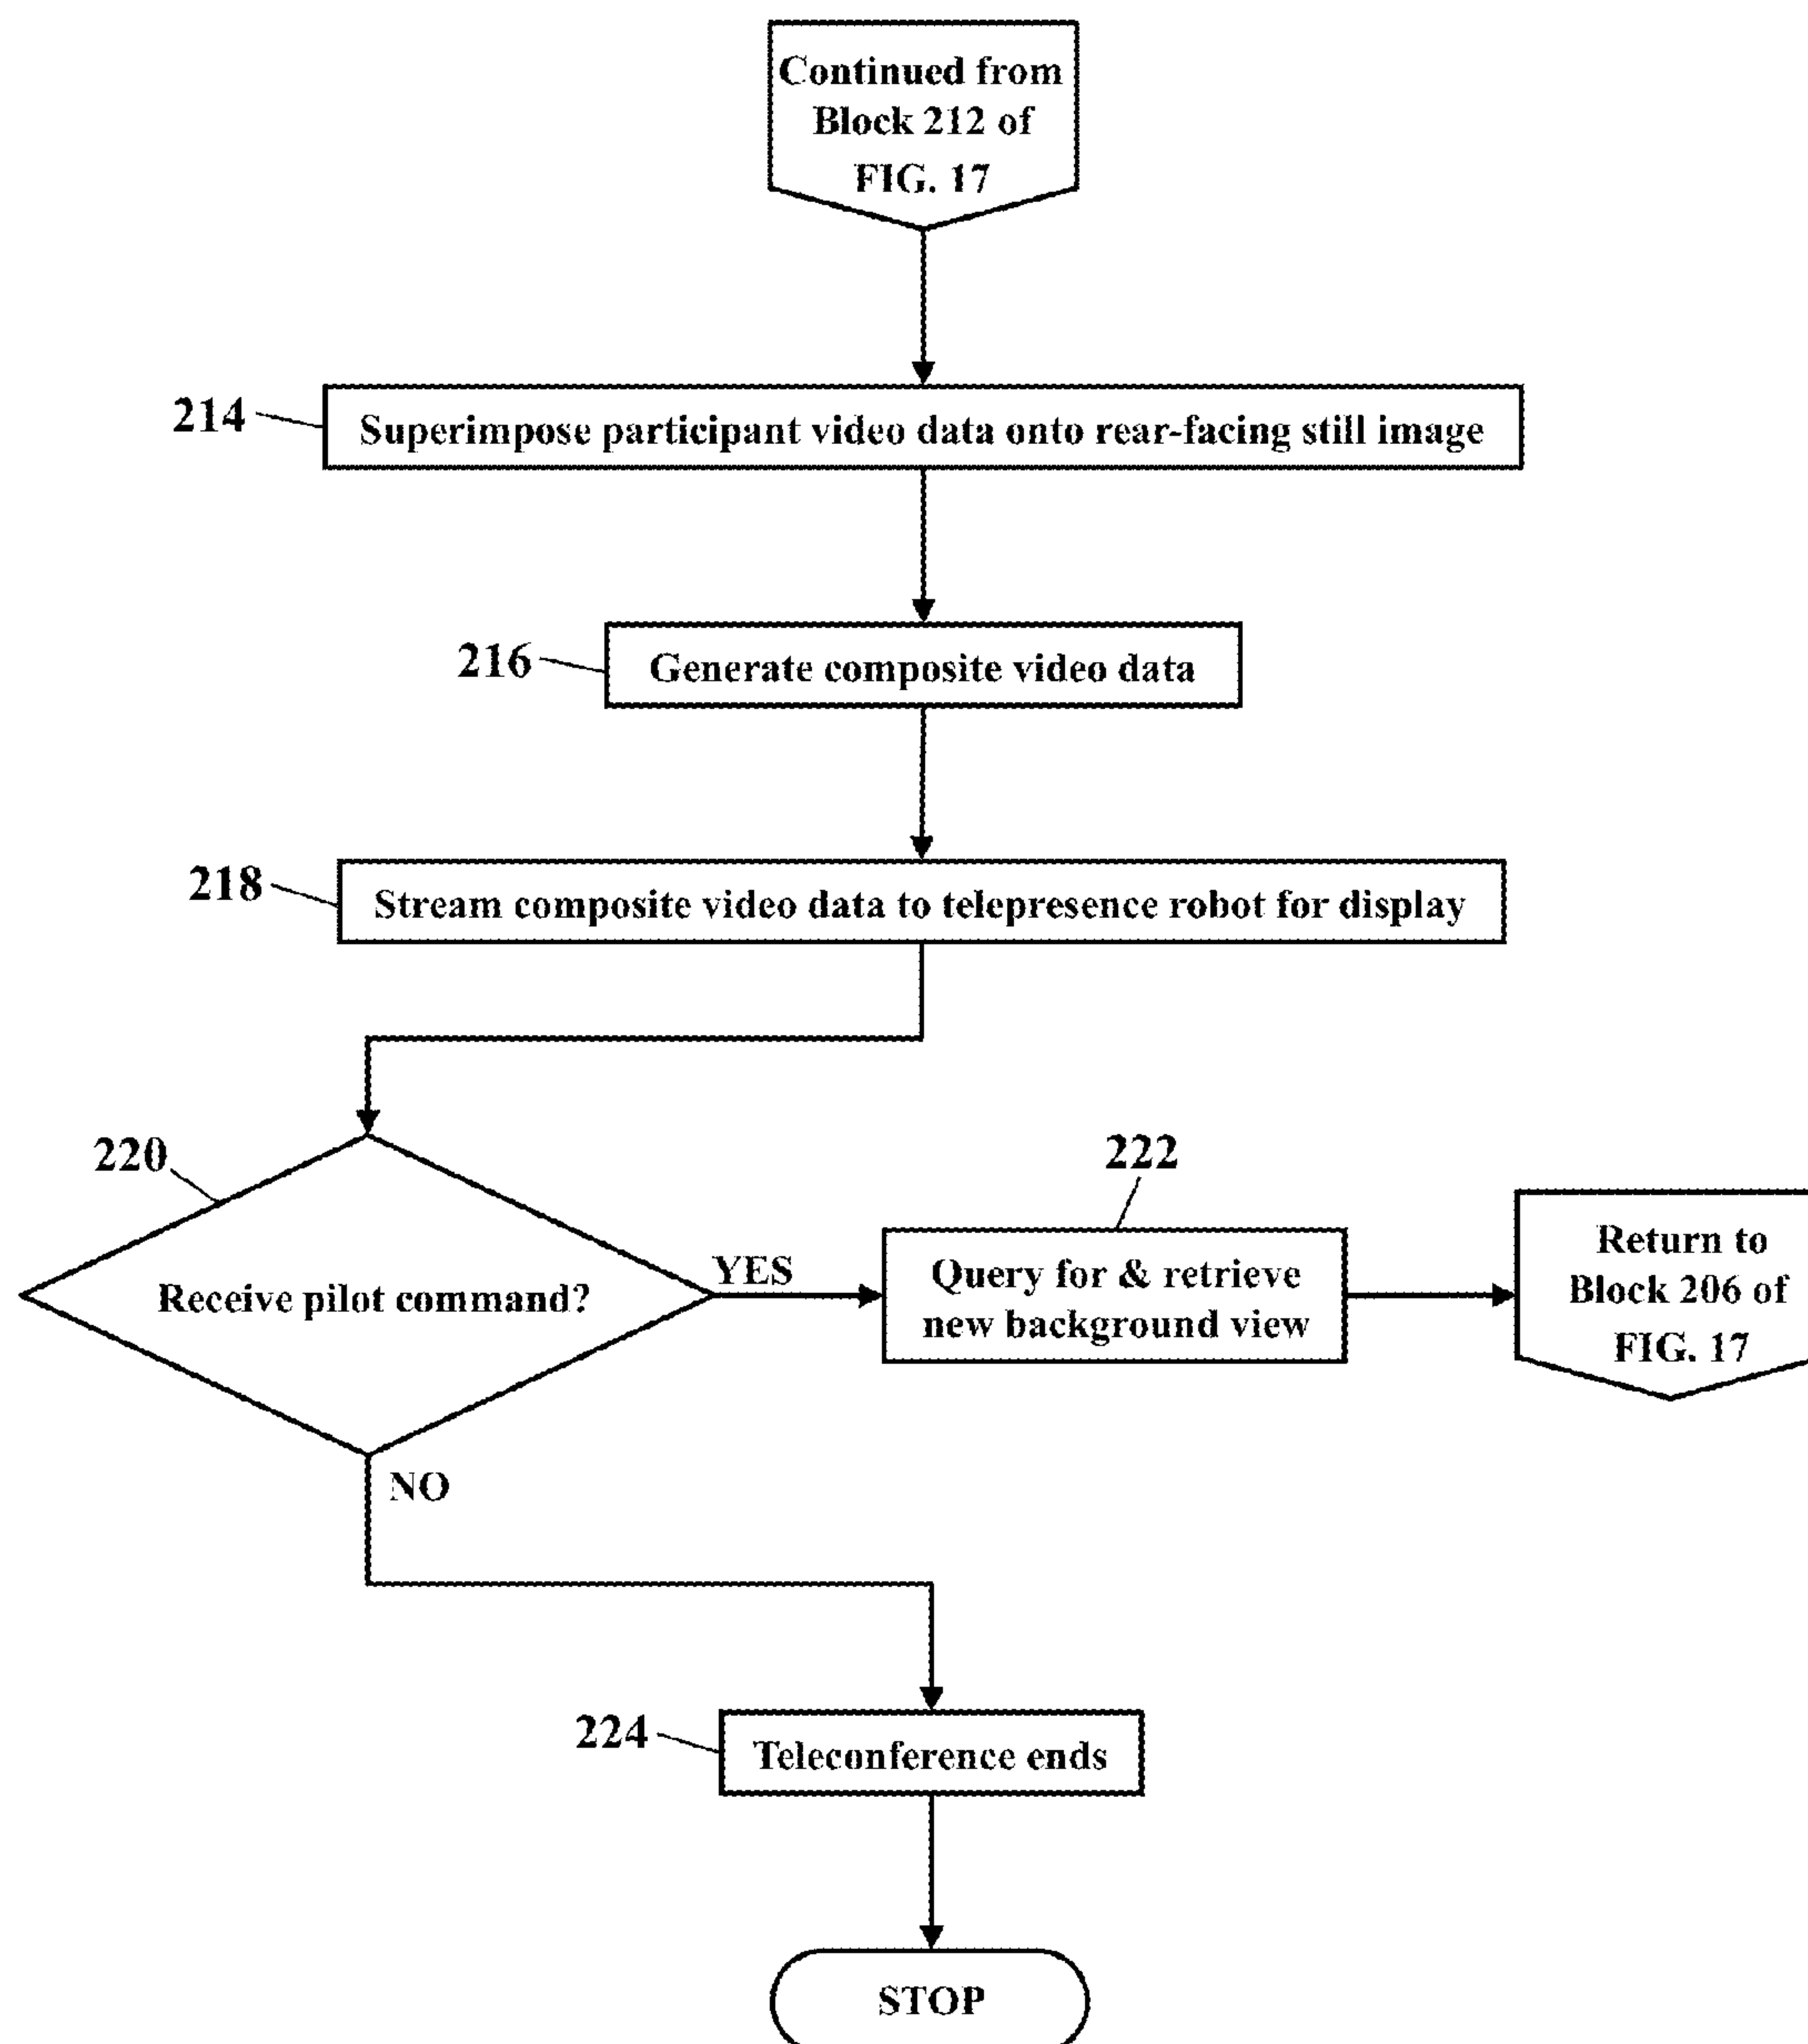 Continued from
Block 212 of
FIG. 17
214
Superimpose participant video data onto rear-facing still image
216
Generate composite video data
218
Stream composite video data to telepresence robot for display
220
Receive pilot command?
YES
222
Query for & retrieve
new background view
Return to
Block 206 of
FIG. 17
NO
224
Teleconference ends
STOP